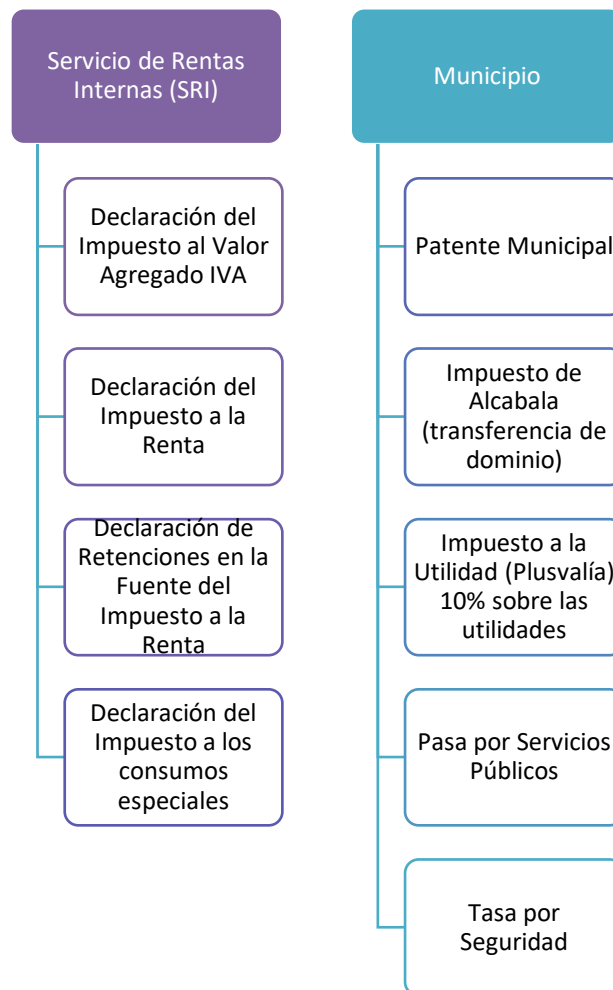 Servicio de Rentas
Internas (SRI)
Declaración del
Impuesto al Valor
Agregado IVA
Declaración del
Impuesto a la
Renta
Declaración de
Retenciones en la
Fuente del
Impuesto a la
Renta
Declaración del
Impuesto a los
consumos
especiales
Municipio
Patente Municipal
Impuesto de
Alcabala
(transferencia de
dominio)
Impuesto a la
Utilidad (Plusvalía)
10% sobre las
utilidades
Pasa por Servicios
Públicos
Tasa por
Seguridad